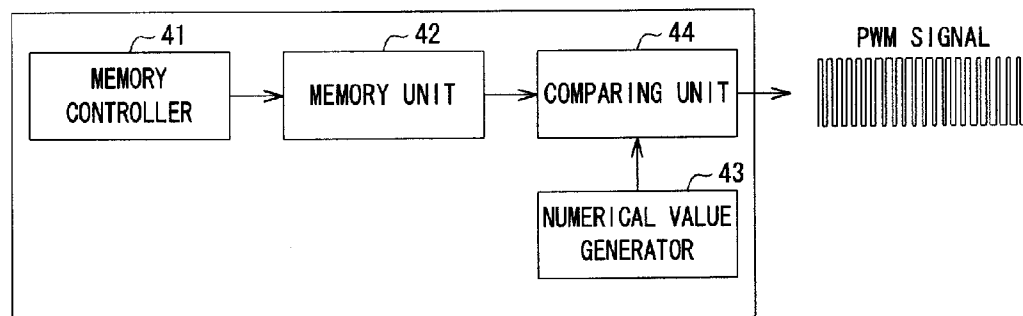 41
MEMORY
CONTROLLER
42
MEMORY UNIT
44
COMPARING UNIT
PWM SIGNAL
43
NUMERICAL VALUE
GENERATOR